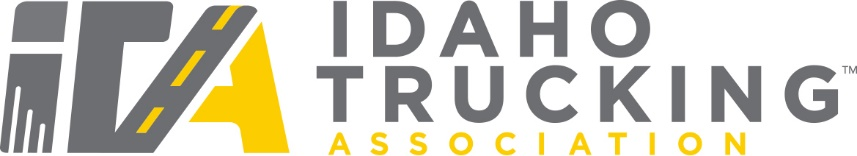 ITA
IDAHO
TRUCKING™
ASSOCIATION